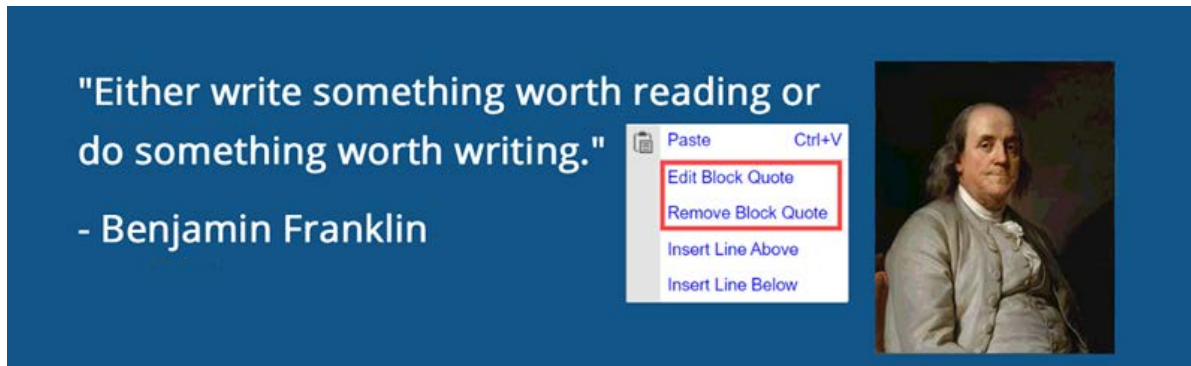 "Either write something worth reading or
do something worth writing."
- Benjamin Franklin
Paste Ctrl+V
Edit Block Quote
Remove Block Quote
Insert Line Above
Insert Line Below